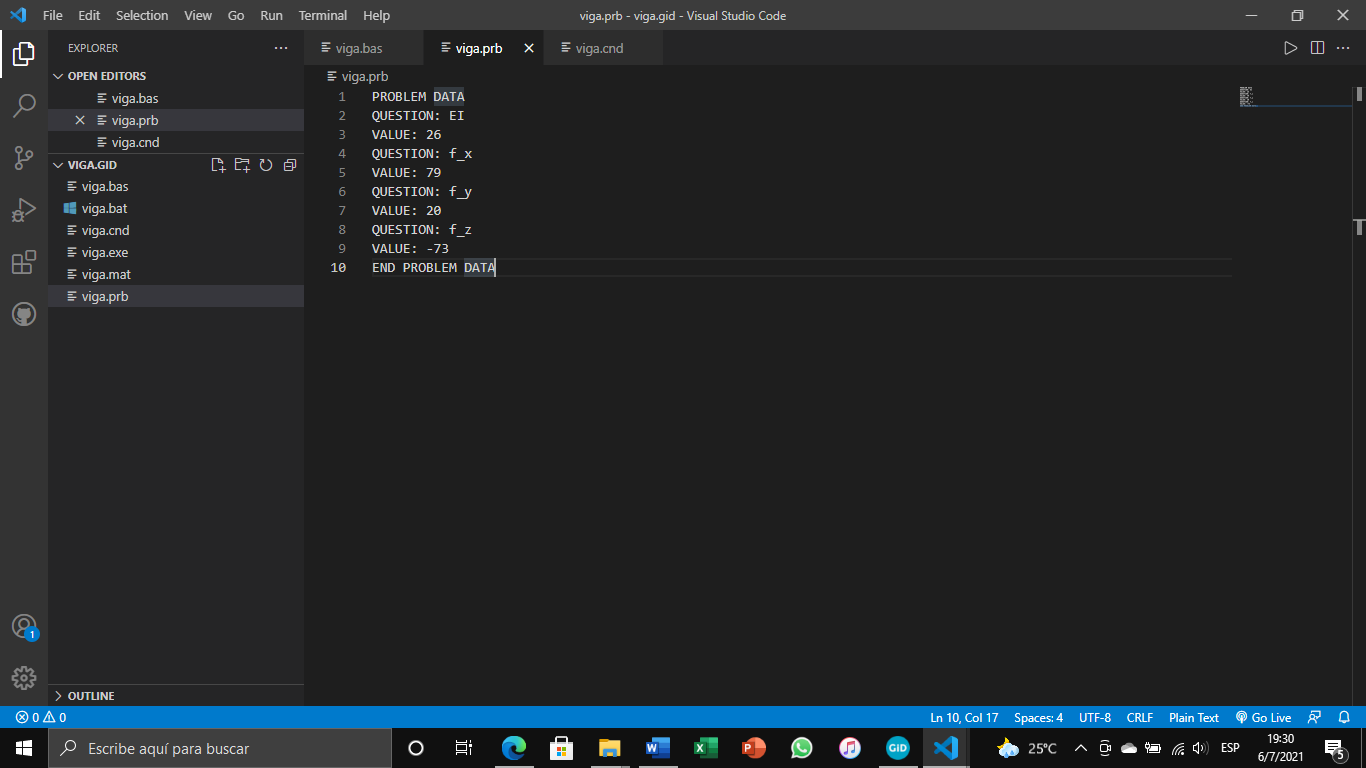 File Edit Selection View Go Run Terminal Help viga.prb - viga.gid - Visual Studio Code
EXPLORER
OPEN EDITORS
viga.bas
viga.prb
viga.cnd
VIGA.GID
viga.bas
viga.bat
viga.cnd
viga.exe
viga.mat
viga.prb
OUTLINE
viga.bas viga.prb viga.cnd
viga.prb
1 PROBLEM DATA
2 QUESTION: EI
3 VALUE: 26
4 QUESTION: f_x
5 VALUE: 79
6 QUESTION: f_y
7 VALUE: 20
8 QUESTION: f_z
9 VALUE: -73
10 END PROBLEM DATA
1
0 0 Ln 10, Col 17 Spaces: 4 UTF-8 CRLF Plain Text Go Live
Escribe aquí para buscar GiD 25°C ESP 19:30
6/7/2021
5